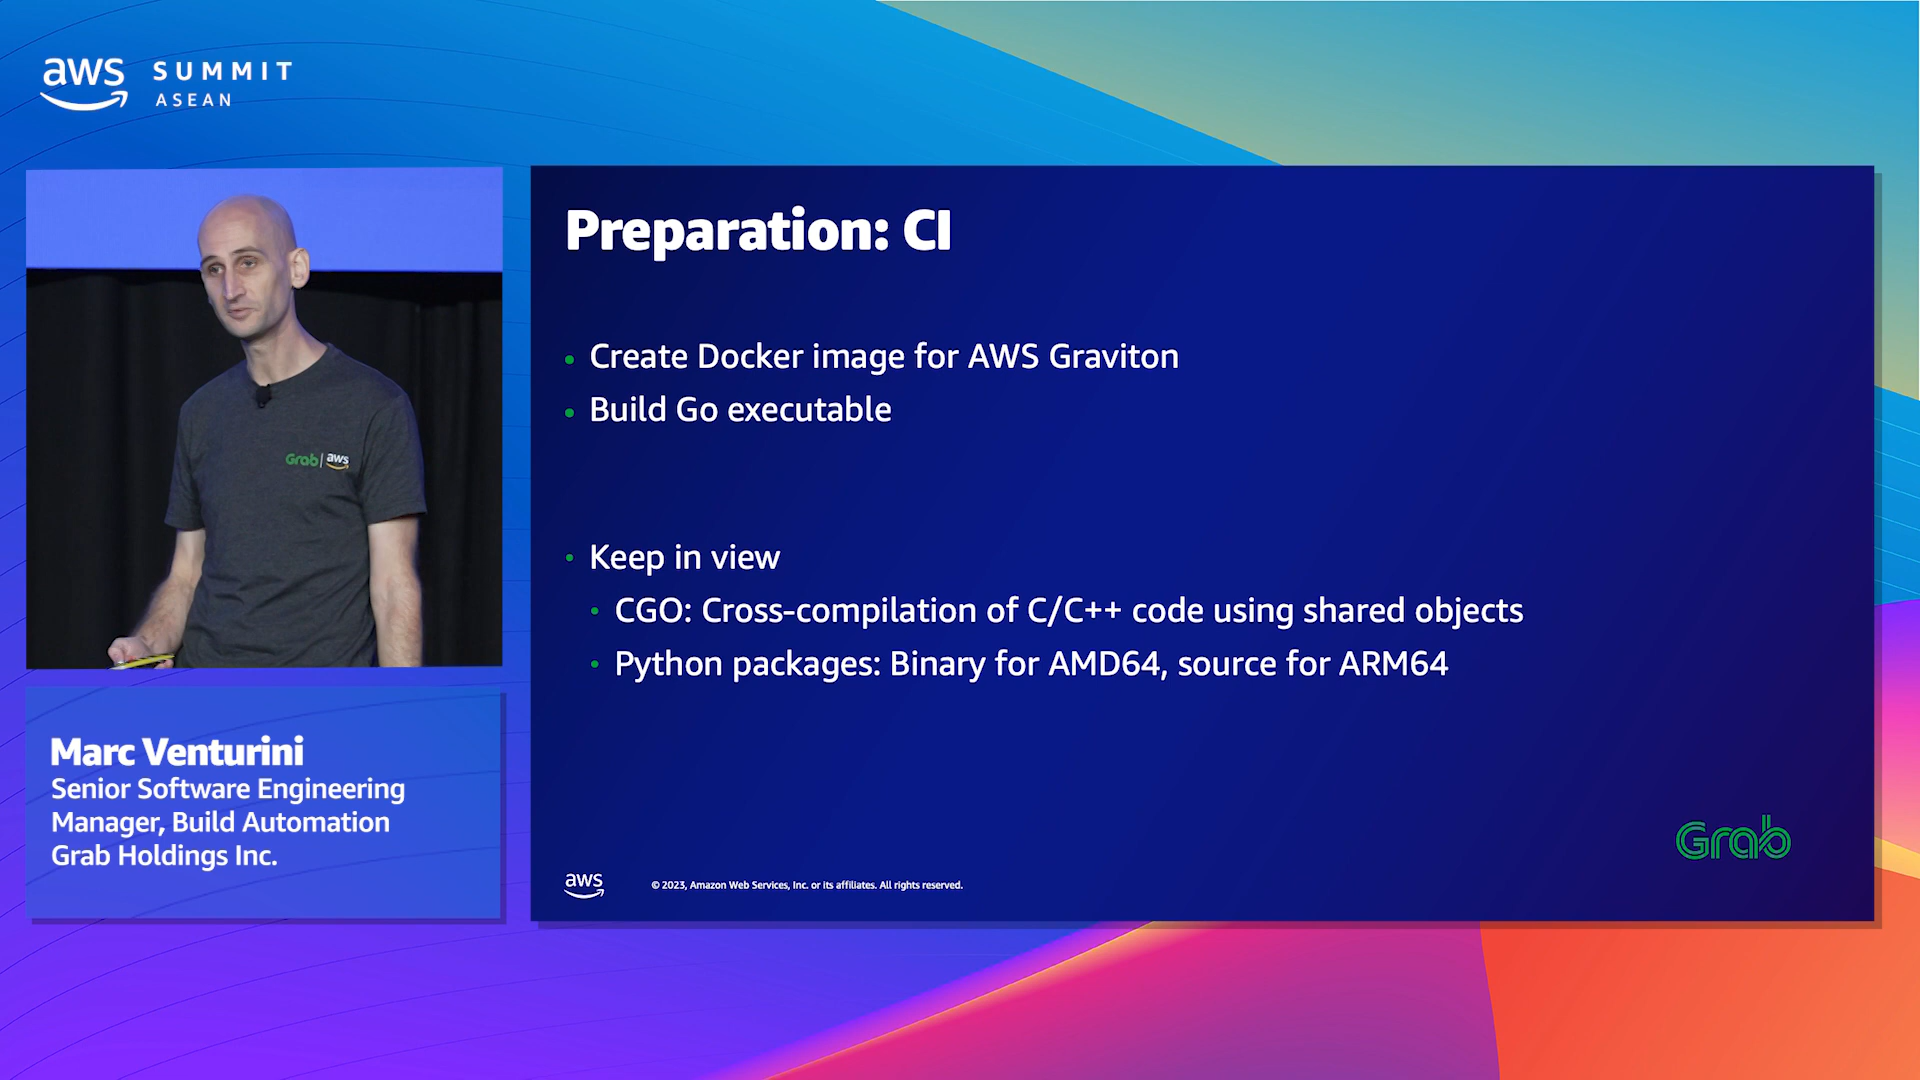 aws SUMMIT
ASEAN
Grab | aws
Marc Venturini
Senior Software Engineering
Manager, Build Automation
Grab Holdings Inc.
Preparation: CI
• Create Docker image for AWS Graviton
• Build Go executable
• Keep in view
• CGO: Cross-compilation of C/C++ code using shared objects
• Python packages: Binary for AMD64, source for ARM64
Grab
aws
© 2023, Amazon Web Services, Inc. or its affiliates. All rights reserved.